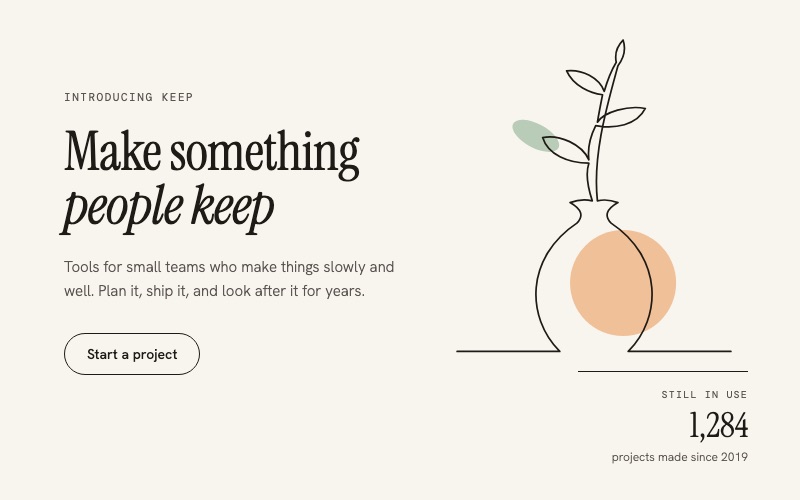 INTRODUCING KEEP
Make something
people keep
Tools for small teams who make things slowly and
well. Plan it, ship it, and look after it for years.
Start a project
STILL IN USE
1,284
projects made since 2019